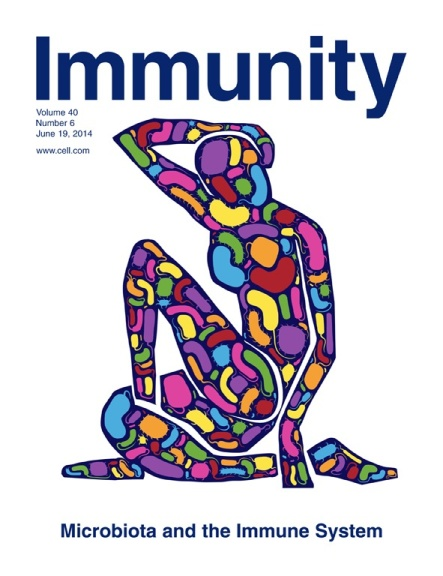 Immunity
Volume 40
Number 6
June 19, 2014
www.cell.com
Microbiota and the Immune System